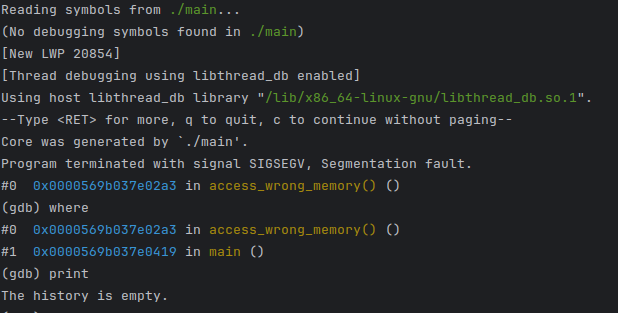 Reading symbols from ./main...
(No debugging symbols found in ./main)
[New LWP 20854]
[Thread debugging using libthread_db enabled]
Using host libthread_db library "/lib/x86_64-linux-gnu/libthread_db.so.1".
--Type <RET> for more, q to quit, c to continue without paging--
Core was generated by `./main'.
Program terminated with signal SIGSEGV, Segmentation fault.
#0  0x0000569b037e02a3 in access_wrong_memory() ()
(gdb) where
#0  0x0000569b037e02a3 in access_wrong_memory() ()
#1  0x0000569b037e0419 in main ()
(gdb) print
The history is empty.